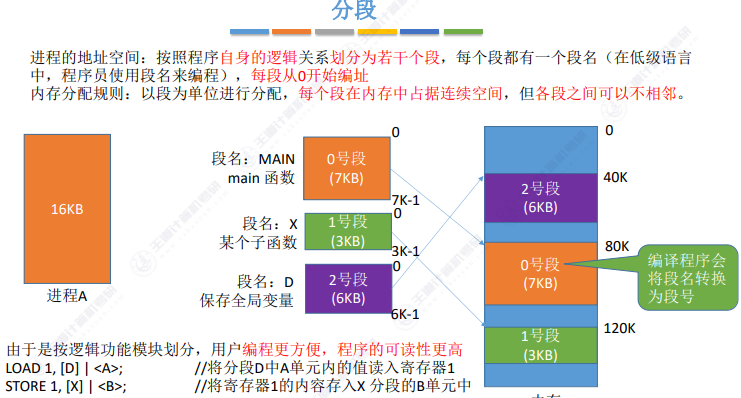 分段
进程的地址空间：按照程序自身的逻辑关系划分为若干个段，每个段都有一个段名（在低级语言
中，程序员使用段名来编程），每段从0开始编址
内存分配规则：以段为单位进行分配，每个段在内存中占据连续空间，但各段之间可以不相邻。
16KB
进程A
段名：MAIN
main 函数
0
0号段
(7KB)
7K-1
段名：X
某个子函数
0
1号段
(3KB)
3K-1
段名：D
保存全局变量
0
2号段
(6KB)
6K-1
0
40K
2号段
(6KB)
80K
0号段
(7KB)
120K
1号段
(3KB)
编译程序会
将段名转换
为段号
由于是按逻辑功能模块划分，用户编程更方便，程序的可读性更高
LOAD 1, [D] | <A>; //将分段D中A单元内的值读入寄存器1
STORE 1, [X] | <B>; //将寄存器1的内容存入X 分段的B单元中